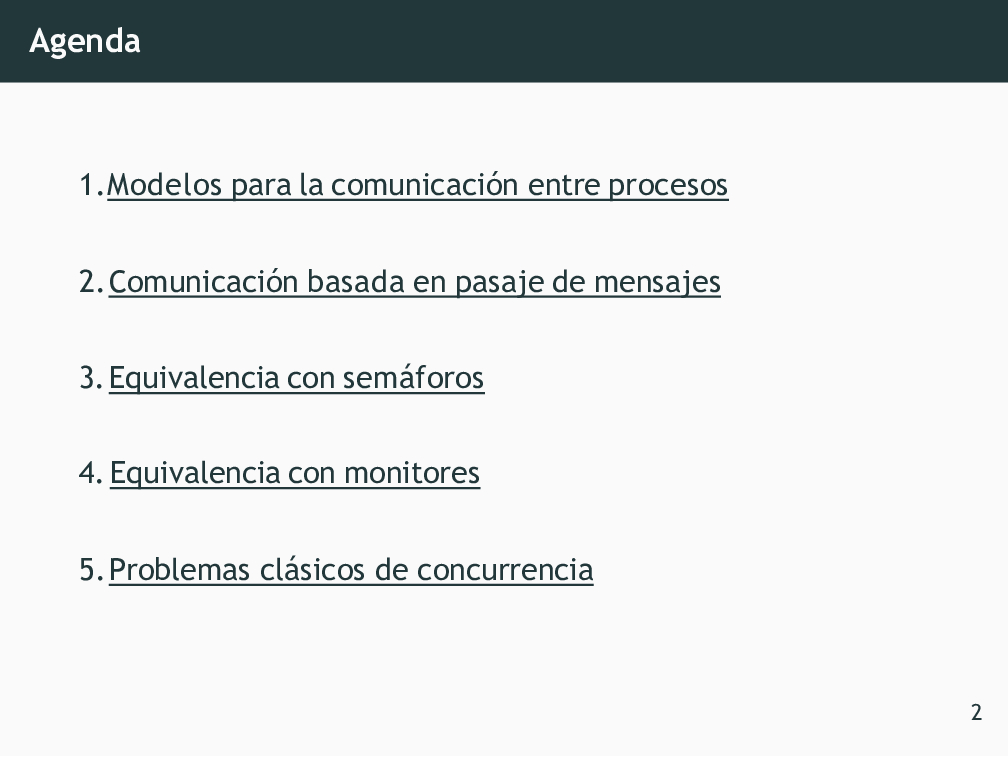 Agenda
1. Modelos para la comunicación entre procesos
2. Comunicación basada en pasaje de mensajes
3. Equivalencia con semáforos
4. Equivalencia con monitores
5. Problemas clásicos de concurrencia
2